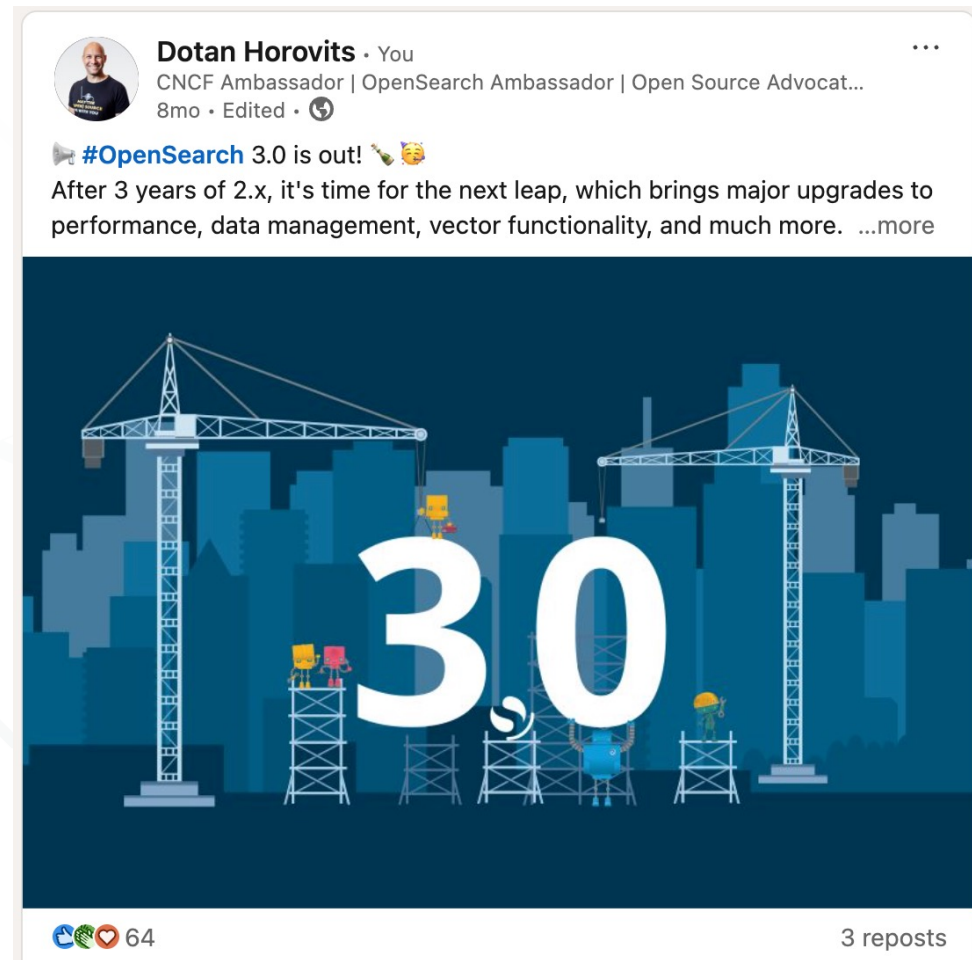 Dotan Horovits · You
CNCF Ambassador | OpenSearch Ambassador | Open Source Advocat...
8mo · Edited ·
📢 #OpenSearch 3.0 is out! 🍾🥳
After 3 years of 2.x, it's time for the next leap, which brings major upgrades to
performance, data management, vector functionality, and much more. ...more
3.0
64
3 reposts